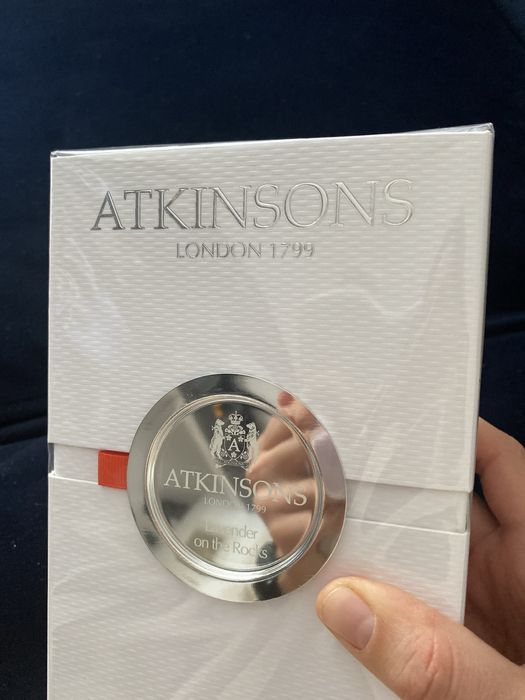 ATKINSONS
LONDON 1799
A
ATKINSONS
LONDON 1799
Lavender
on the Rocks